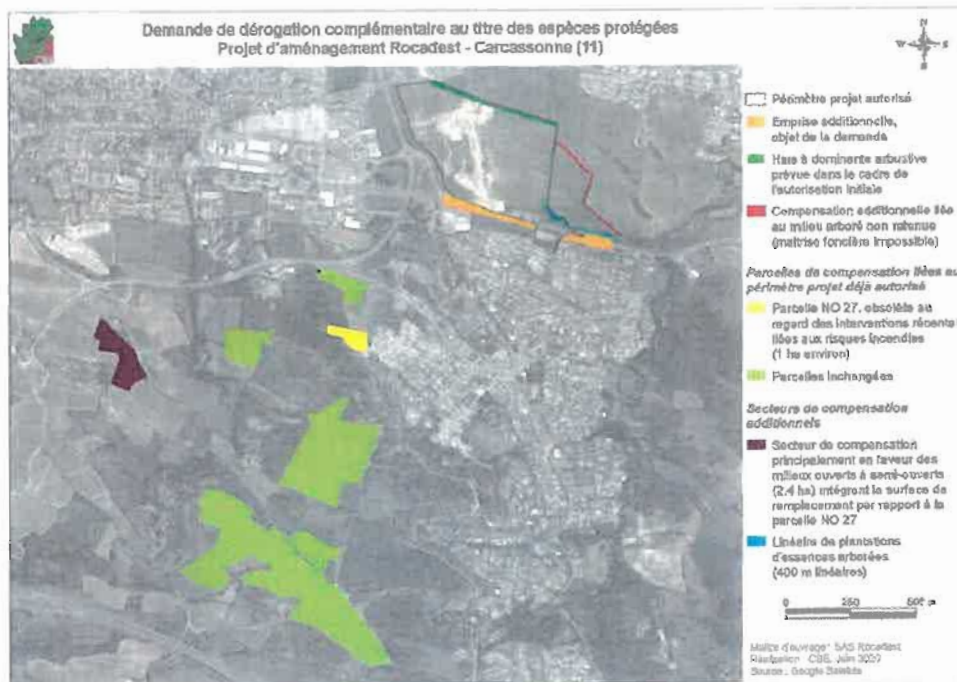 Demande de dérogation complémentaire au titre des espèces protégées
Projet d'aménagement Rocadest - Carcassonne (11)
N
W
S
Périmètre projet autorisé
Emprise additionnelle,
objet de la demande
Haie à dominante arbustive
prévue dans le cadre de
l'autorisation initiale
Compensation additionnelle liée
au milieu arboré non retenue
(maîtrise foncière impossible)
Parcelles de compensation liées au
périmètre projet déjà autorisé
Parcelle NO 27, obsolète au
regard des interventions récentes
liées aux risques incendies
(1 ha environ)
Parcelles inchangées
Secteurs de compensation
additionnels
Secteur de compensation
principalement en faveur des
milieux ouverts à semi-ouverts
(2.4 ha) intégrant la surface de
remplacement par rapport à la
parcelle NO 27
Linéaire de plantations
d'essences arborées
(400 m linéaires)
0 250 500 m
Maître d'ouvrage : SAS Rocadest
Réalisation : CBE, Juin
Source : Google Satellite